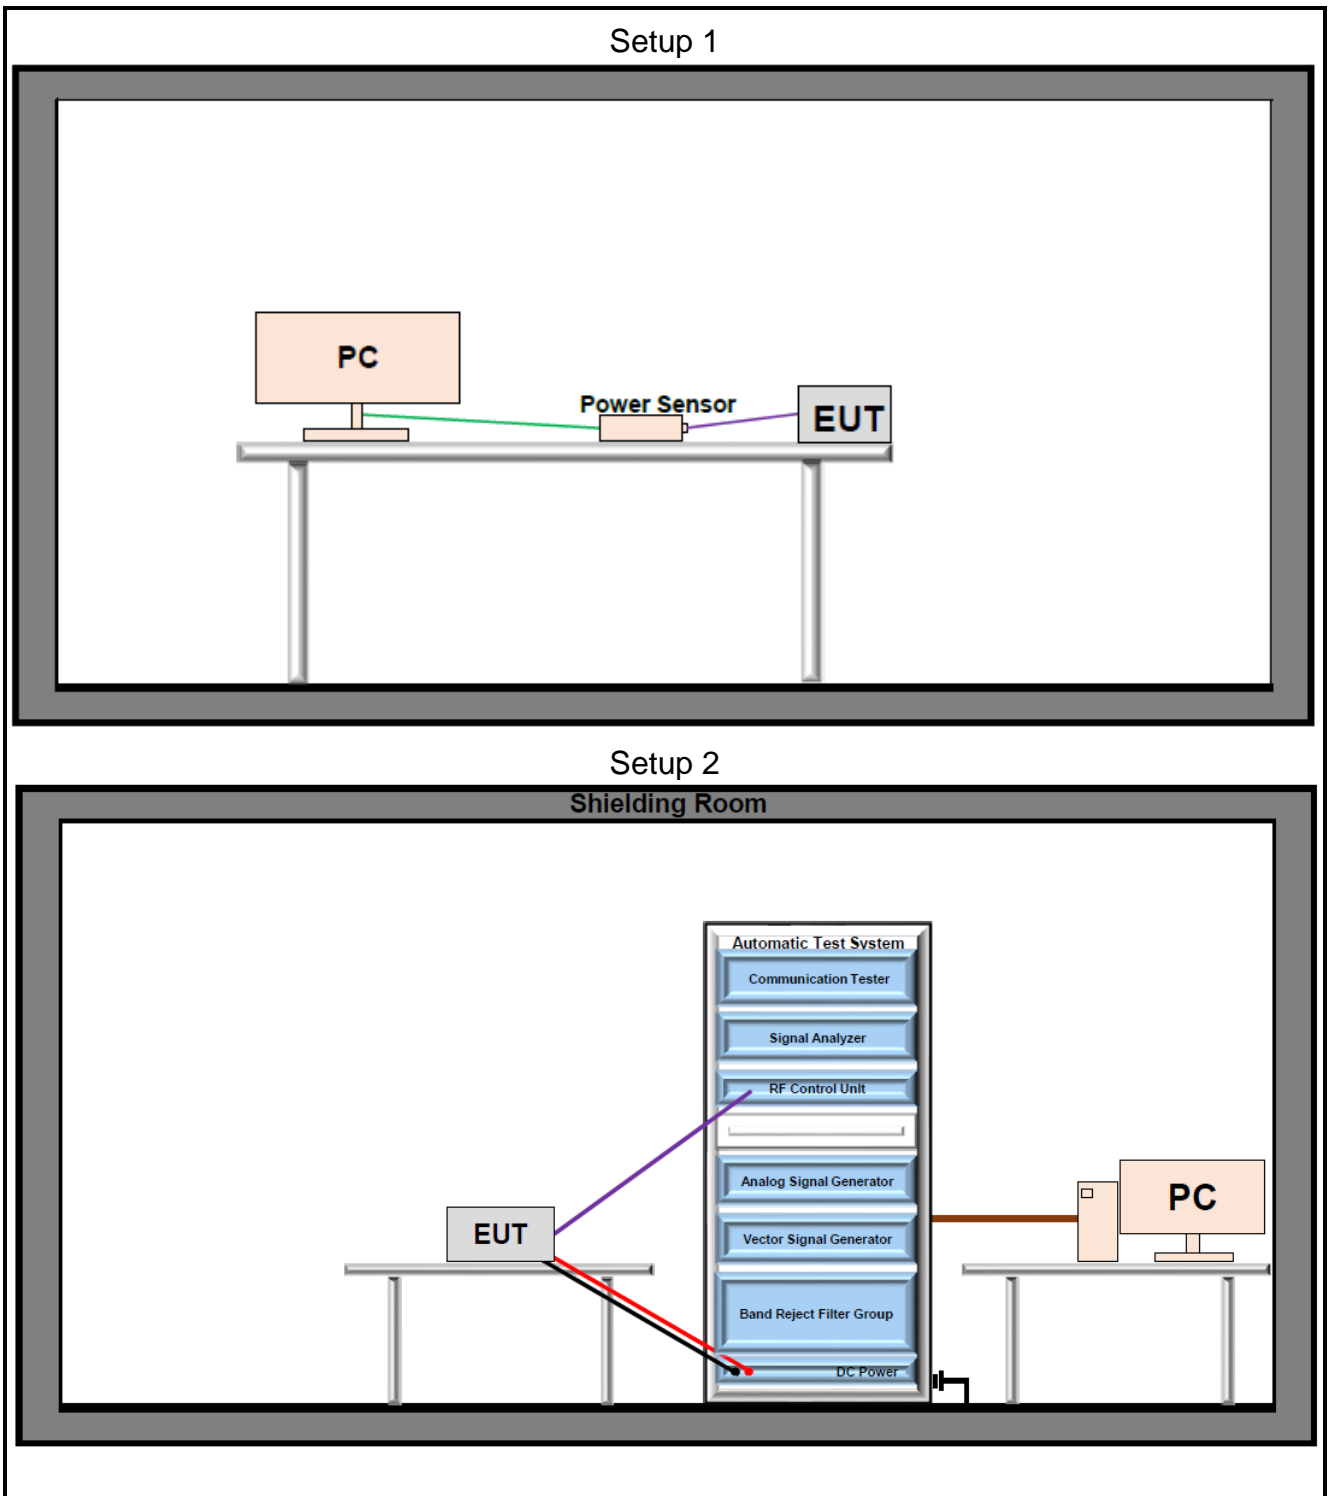 Setup 1
PC
Power Sensor
EUT
Setup 2
Shielding Room
Automatic Test System
Communication Tester
Signal Analyzer
RF Control Unit
Analog Signal Generator
Vector Signal Generator
Band Reject Filter Group
DC Power
EUT
PC